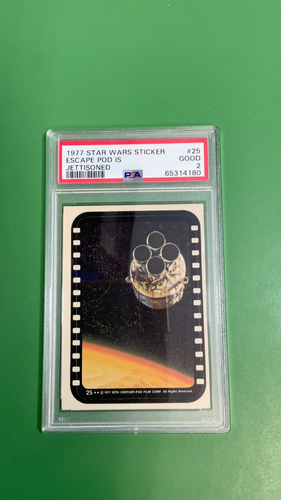 1977 STAR WARS STICKER #25
ESCAPE POD IS GOOD
JETTISONED 2
PSA 65314180
25 ★★ © 1977 20TH CENTURY-FOX FILM CORP. All Rights Reserved.